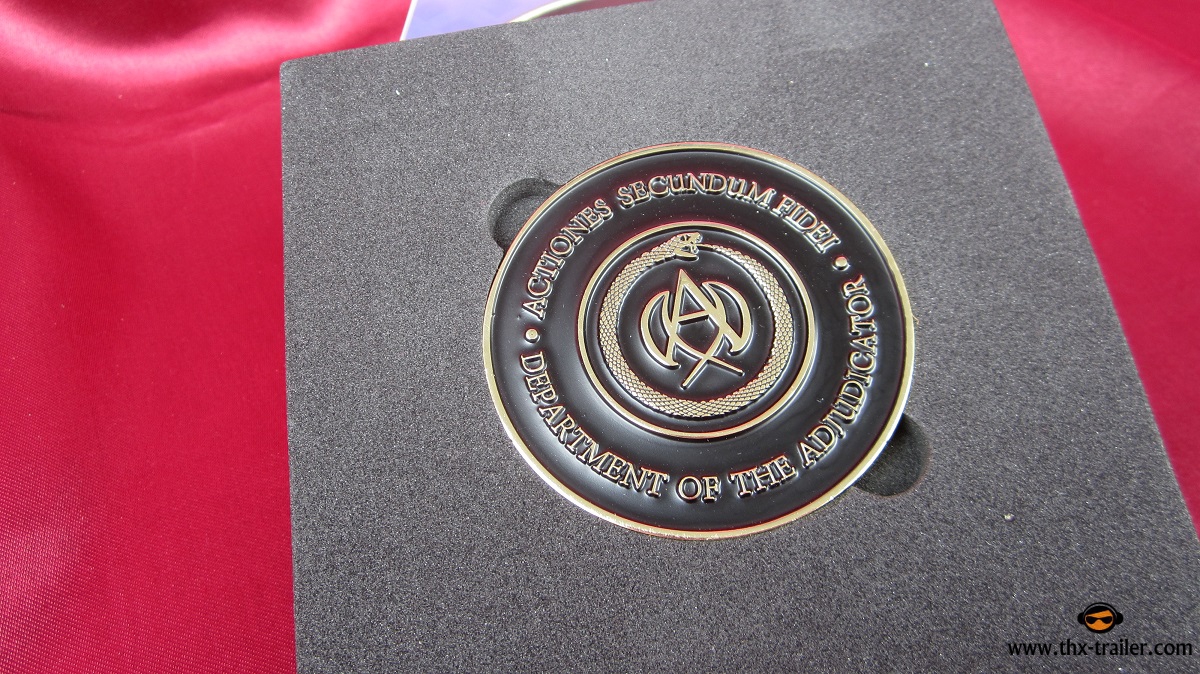 ACTIONES SECUNDUM FIDEI
DEPARTMENT OF THE ADJUDICATOR
www.thx-trailer.com